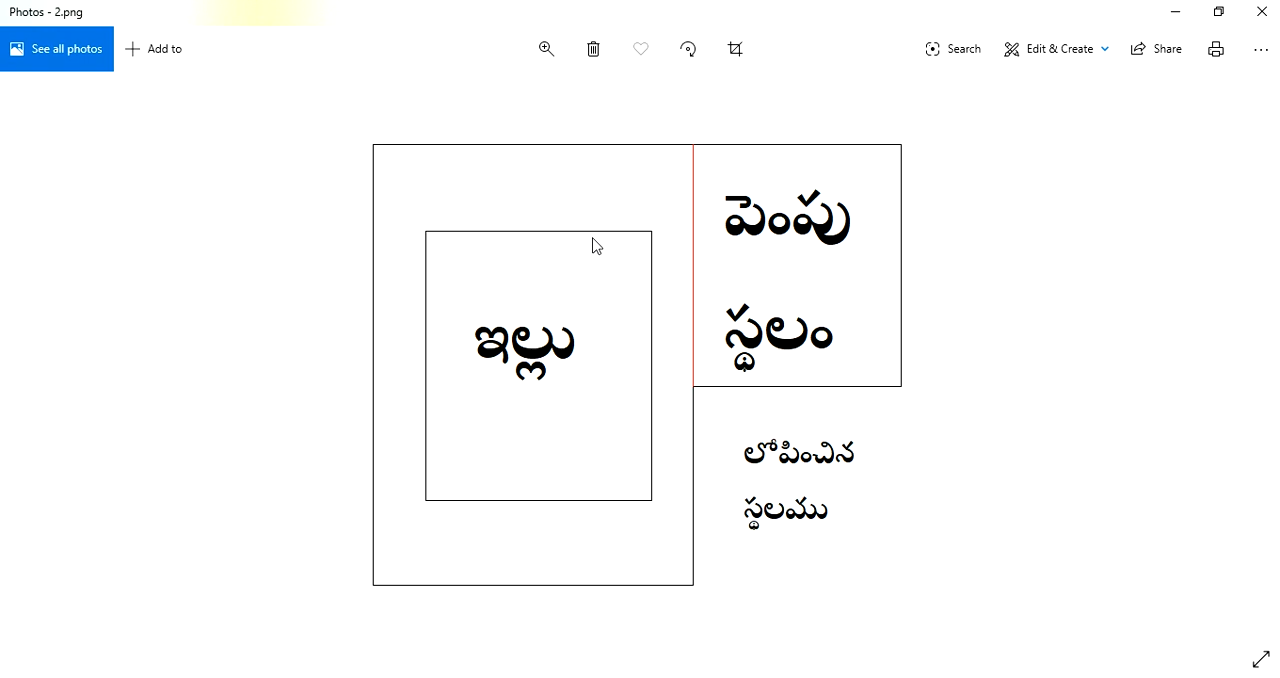 Photos - 2.png
See all photos
Add to
Search
Edit & Create
Share
పెంపు
స్థలం
ఇల్లు
లోపించిన
స్థలము